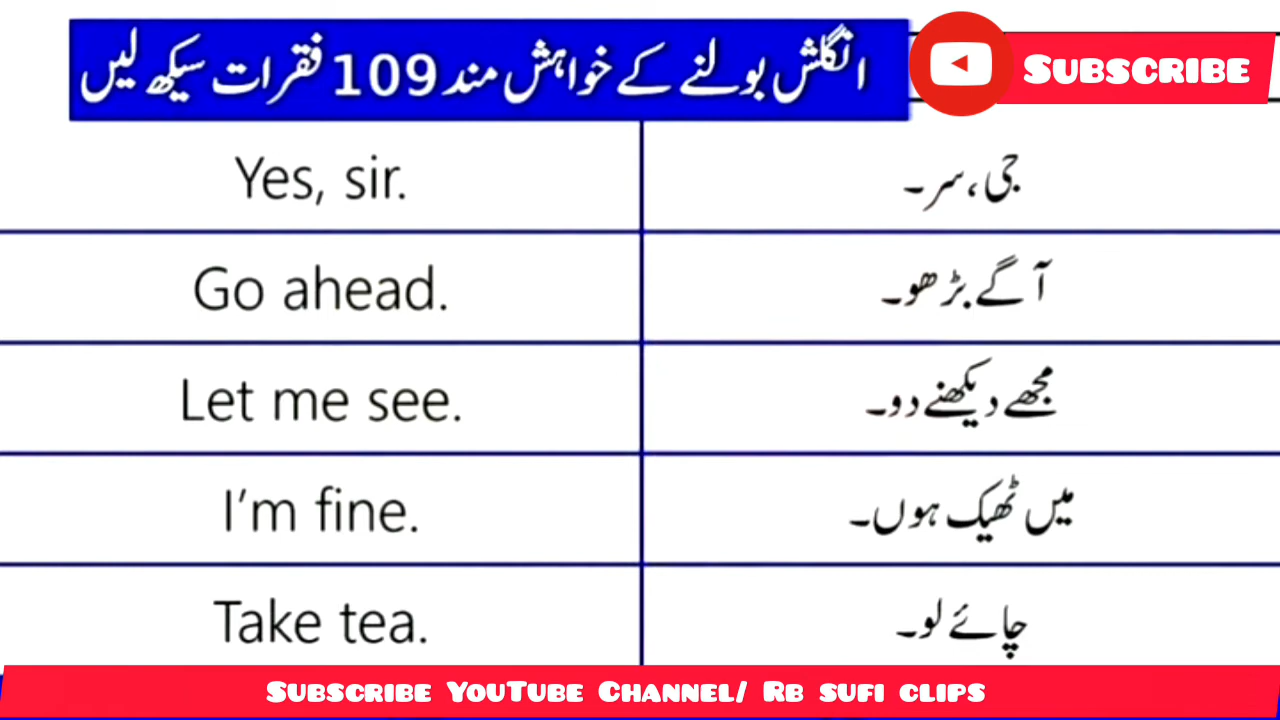 انگلش بولنے کے خواہش مند 109 فقرات سیکھ لیں
SUBSCRIBE
Yes, sir.
جی، سر۔
Go ahead.
آگے بڑھو۔
Let me see.
مجھے دیکھنے دو۔
I'm fine.
میں ٹھیک ہوں۔
Take tea.
چائے لو۔
SUBSCRIBE YOUTUBE CHANNEL/ RB SUFI CLIPS